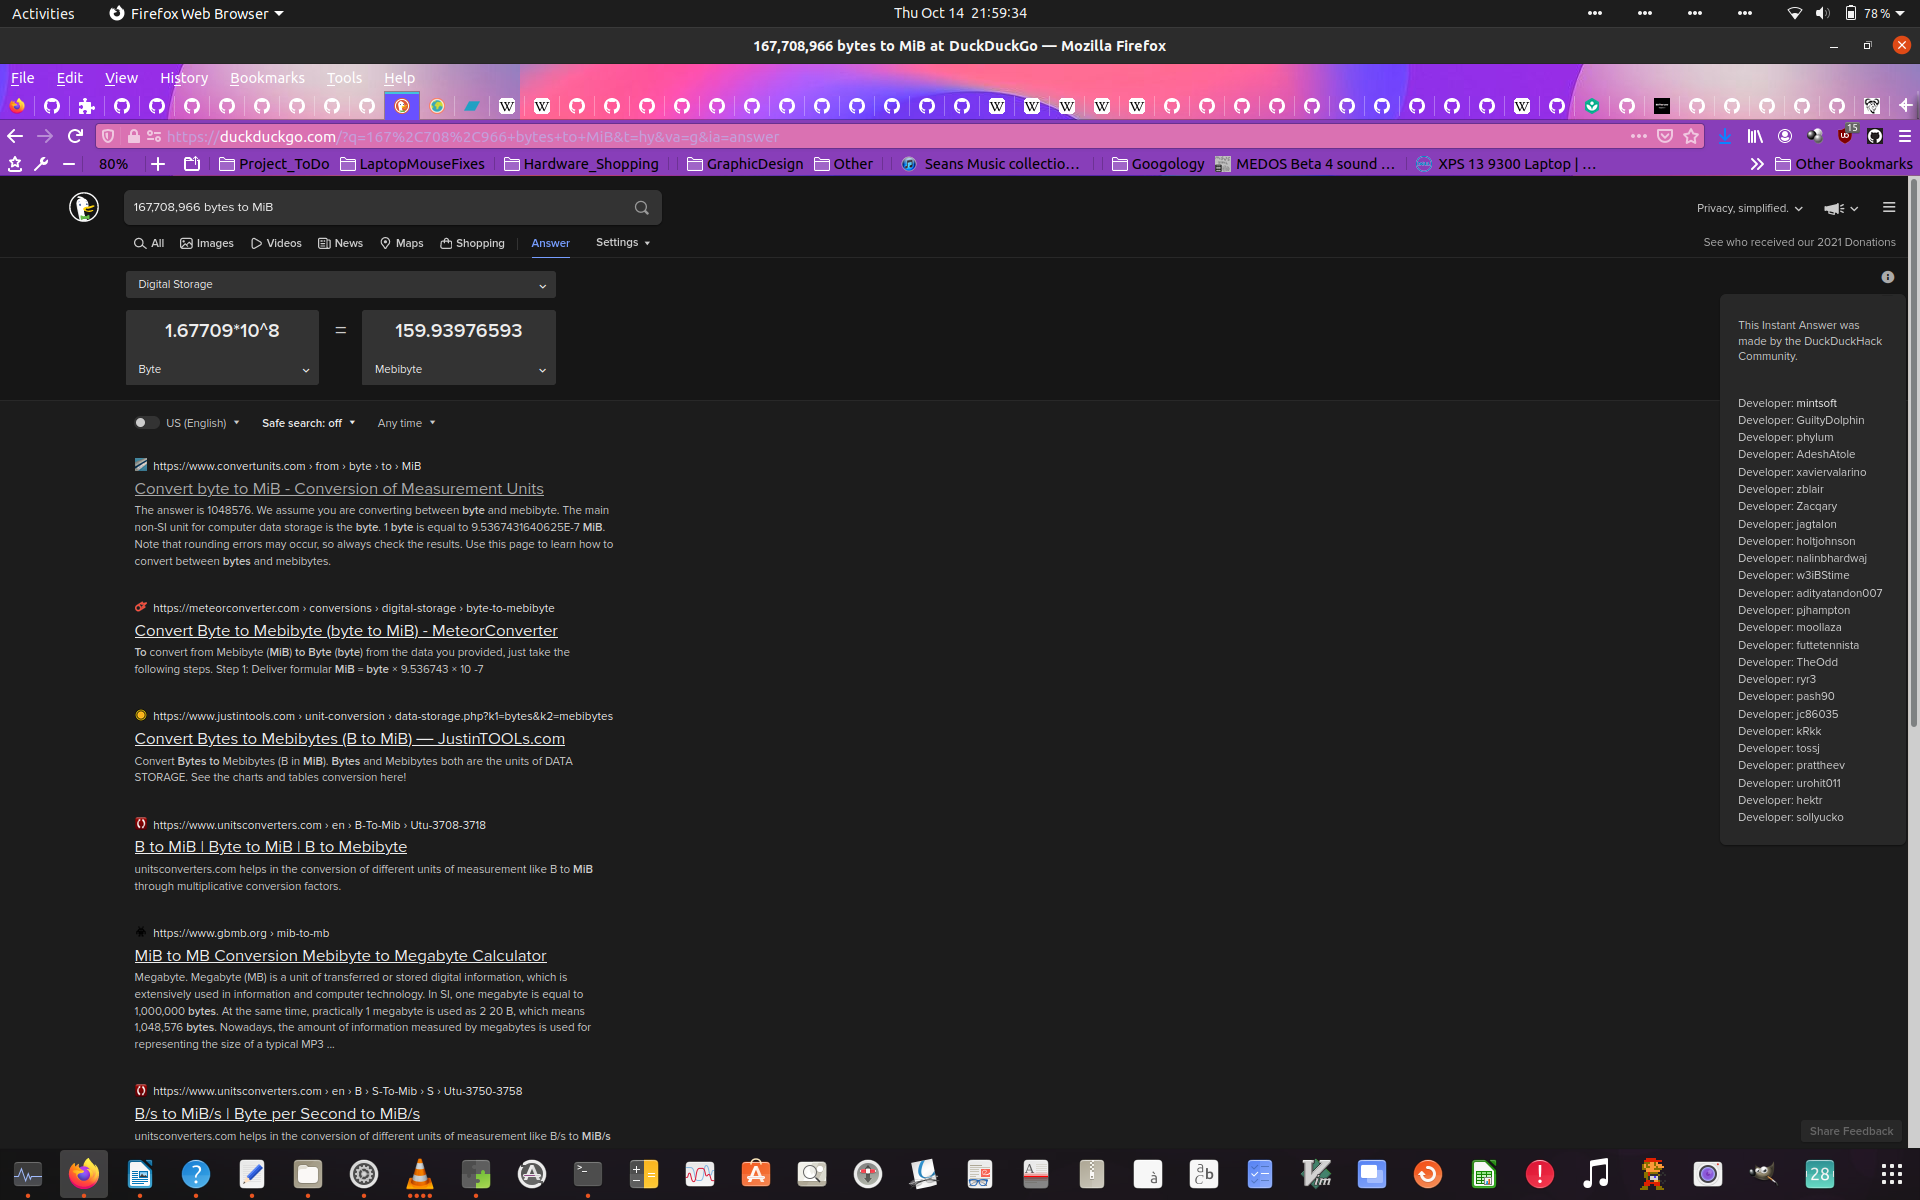 Activities
Firefox Web Browser
Thu Oct 14 21:59:34
78 %
167,708,966 bytes to MiB at DuckDuckGo — Mozilla Firefox
File Edit View History Bookmarks Tools Help
https://duckduckgo.com/?q=167%2C708%2C966+bytes+to+MiB&t=hy&va=g&ia=answer
15
80%
Project_ToDo
LaptopMouseFixes
Hardware_Shopping
GraphicDesign
Other
Seans Music collectio…
Googology
MEDOS Beta 4 sound …
XPS 13 9300 Laptop | …
Other Bookmarks
167,708,966 bytes to MiB
Privacy, simplified.
All Images Videos News Maps Shopping Answer Settings
See who received our 2021 Donations
Digital Storage
1.67709*10^8 = 159.93976593
Byte Mebibyte
This Instant Answer was
made by the DuckDuckHack
Community.
Developer: mintsoft
Developer: GuiltyDolphin
Developer: phylum
Developer: AdeshAtole
Developer: xaviervalarino
Developer: zblair
Developer: Zacqary
Developer: jagtalon
Developer: holtjohnson
Developer: nalinbhardwaj
Developer: w3iBStime
Developer: adityatandon007
Developer: pjhampton
Developer: moollaza
Developer: futtetennista
Developer: TheOdd
Developer: ryr3
Developer: pash90
Developer: jc86035
Developer: kRkk
Developer: tossj
Developer: prattheev
Developer: urohit011
Developer: hektr
Developer: sollyucko
US (English) Safe search: off Any time
https://www.convertunits.com › from › byte › to › MiB
Convert byte to MiB - Conversion of Measurement Units
The answer is 1048576. We assume you are converting between byte and mebibyte. The main
non-SI unit for computer data storage is the byte. 1 byte is equal to 9.5367431640625E-7 MiB.
Note that rounding errors may occur, so always check the results. Use this page to learn how to
convert between bytes and mebibytes.
https://meteorconverter.com › conversions › digital-storage › byte-to-mebibyte
Convert Byte to Mebibyte (byte to MiB) - MeteorConverter
To convert from Mebibyte (MiB) to Byte (byte) from the data you provided, just take the
following steps. Step 1: Deliver formular MiB = byte × 9.536743 × 10 -7
https://www.justintools.com › unit-conversion › data-storage.php?k1=bytes&k2=mebibytes
Convert Bytes to Mebibytes (B to MiB) — JustinTOOLs.com
Convert Bytes to Mebibytes (B in MiB). Bytes and Mebibytes both are the units of DATA
STORAGE. See the charts and tables conversion here!
https://www.unitsconverters.com › en › B-To-Mib › Utu-3708-3718
B to MiB | Byte to MiB | B to Mebibyte
unitsconverters.com helps in the conversion of different units of measurement like B to MiB
through multiplicative conversion factors.
https://www.gbmb.org › mib-to-mb
MiB to MB Conversion Mebibyte to Megabyte Calculator
Megabyte. Megabyte (MB) is a unit of transferred or stored digital information, which is
extensively used in information and computer technology. In SI, one megabyte is equal to
1,000,000 bytes. At the same time, practically 1 megabyte is used as 2 20 B, which means
1,048,576 bytes. Nowadays, the amount of information measured by megabytes is used for
representing the size of a typical MP3 ...
https://www.unitsconverters.com › en › B › S-To-Mib › S › Utu-3750-3758
B/s to MiB/s | Byte per Second to MiB/s
unitsconverters.com helps in the conversion of different units of measurement like B/s to MiB/s
Share Feedback
28